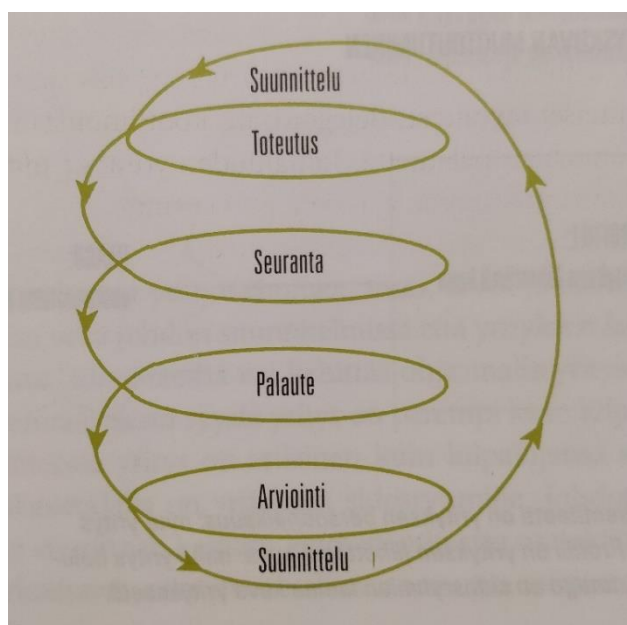 Suunnittelu
Toteutus
Seuranta
Palaute
Arviointi
Suunnittelu